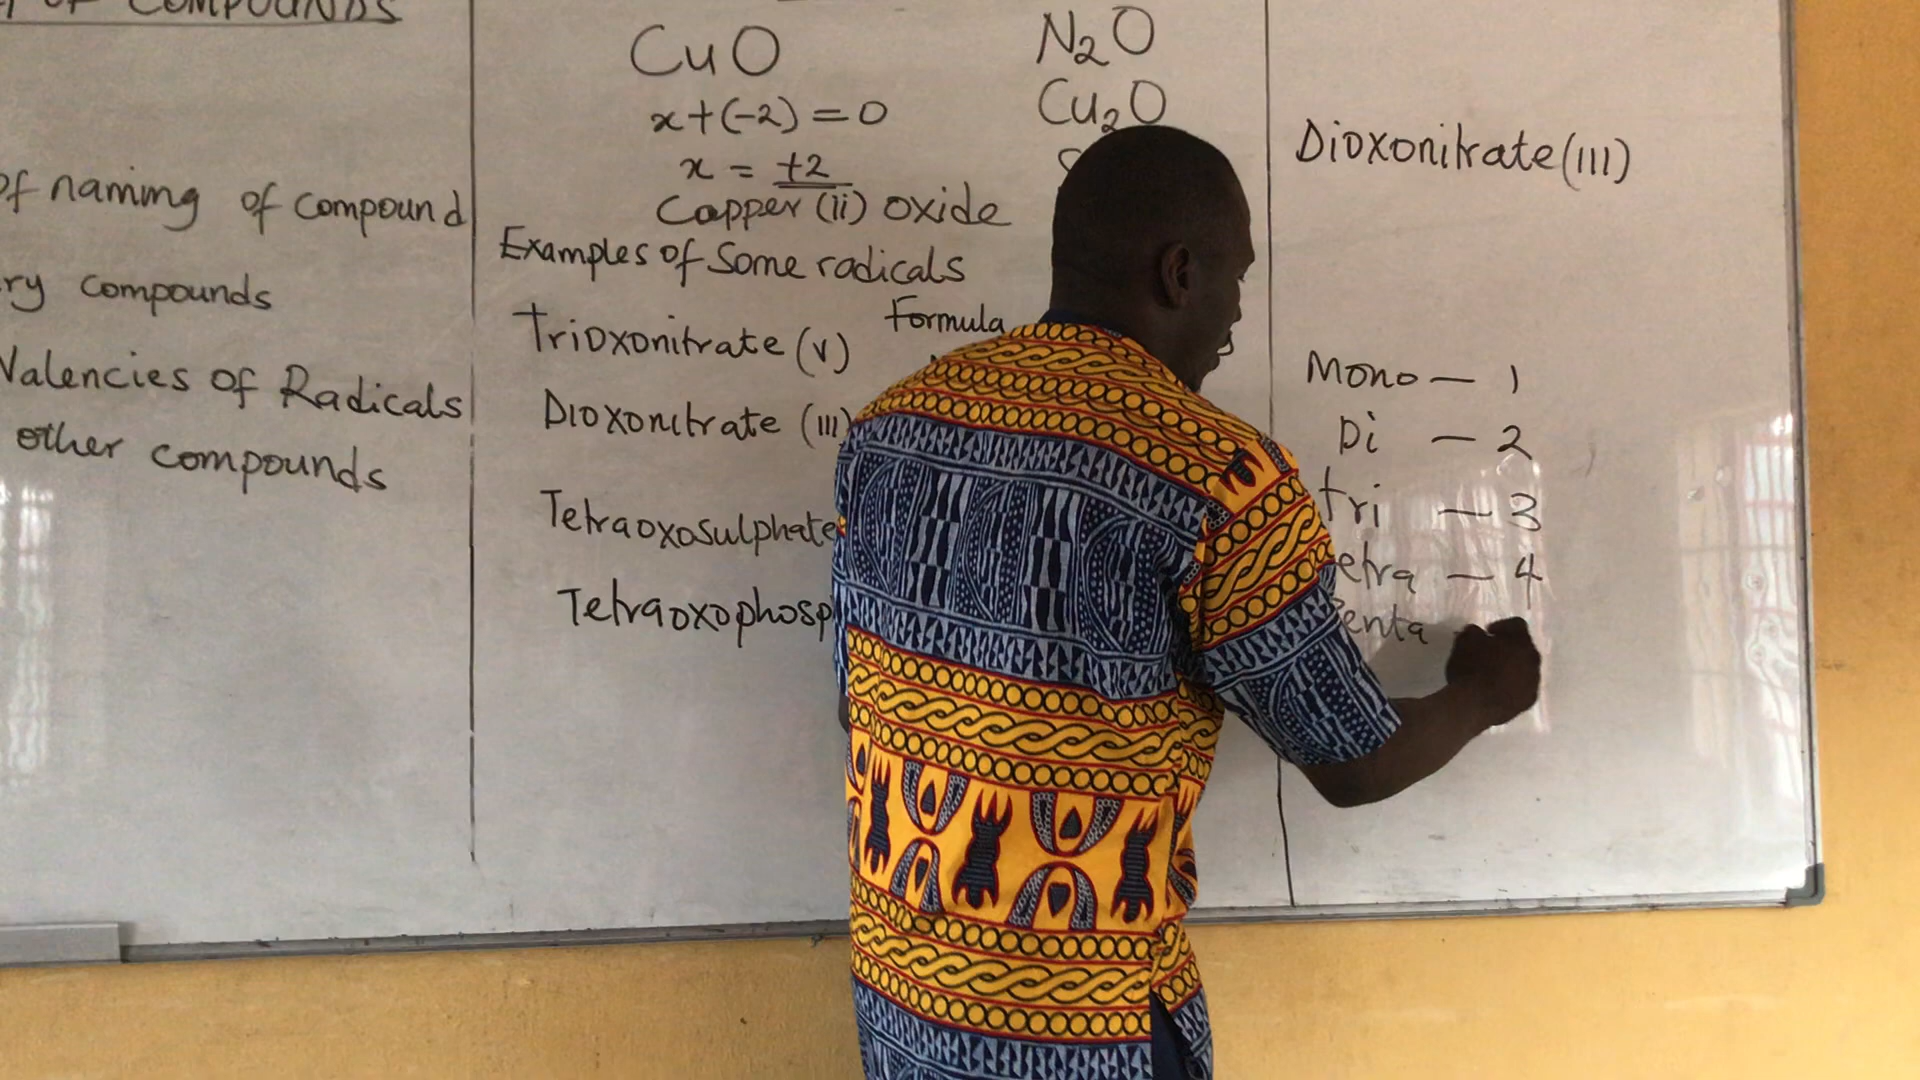 OF COMPOUNDS
of naming of compound
ry compounds
Valencies of Radicals
other compounds
CuO
x+(-2)=0
x = +2
Copper (ii) oxide
Examples of Some radicals
Formula
Trioxonitrate (v)
Dioxonitrate (III)
Tetraoxosulphate
Tetraoxophosp
N₂O
Cu₂O
Dioxonitrate (III)
Mono — 1
Di — 2
tri — 3
etra — 4
Penta